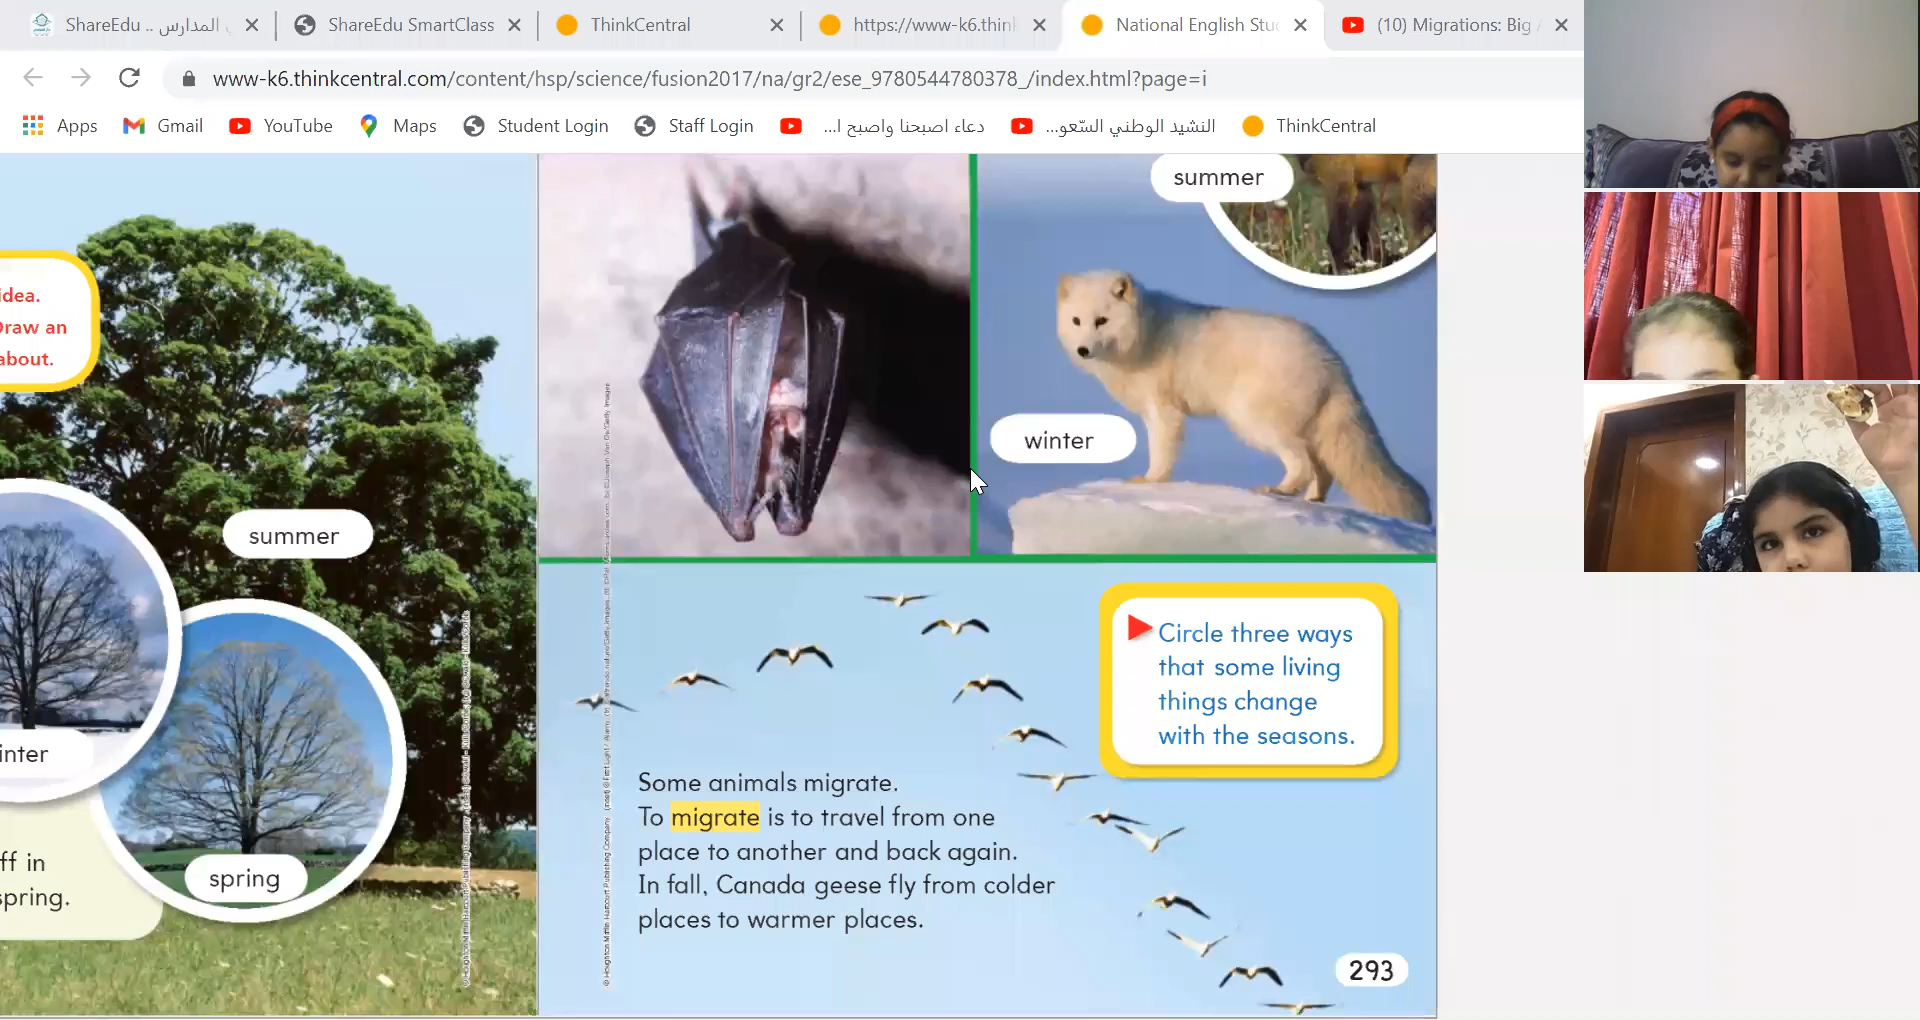 ShareEdu .. المدارس
ShareEdu SmartClass
ThinkCentral
https://www-k6.think
National English Stu
(10) Migrations: Big
www-k6.thinkcentral.com/content/hsp/science/fusion2017/na/gr2/ese_9780544780378_/index.html?page=i
Apps
Gmail
YouTube
Maps
Student Login
Staff Login
دعاء اصبحنا واصبح ا...
النشيد الوطني السّعو...
ThinkCentral
idea.
Draw an
about.
summer
inter
spring
ff in
spring.
summer
winter
Circle three ways
that some living
things change
with the seasons.
Some animals migrate.
To migrate is to travel from one
place to another and back again.
In fall, Canada geese fly from colder
places to warmer places.
293